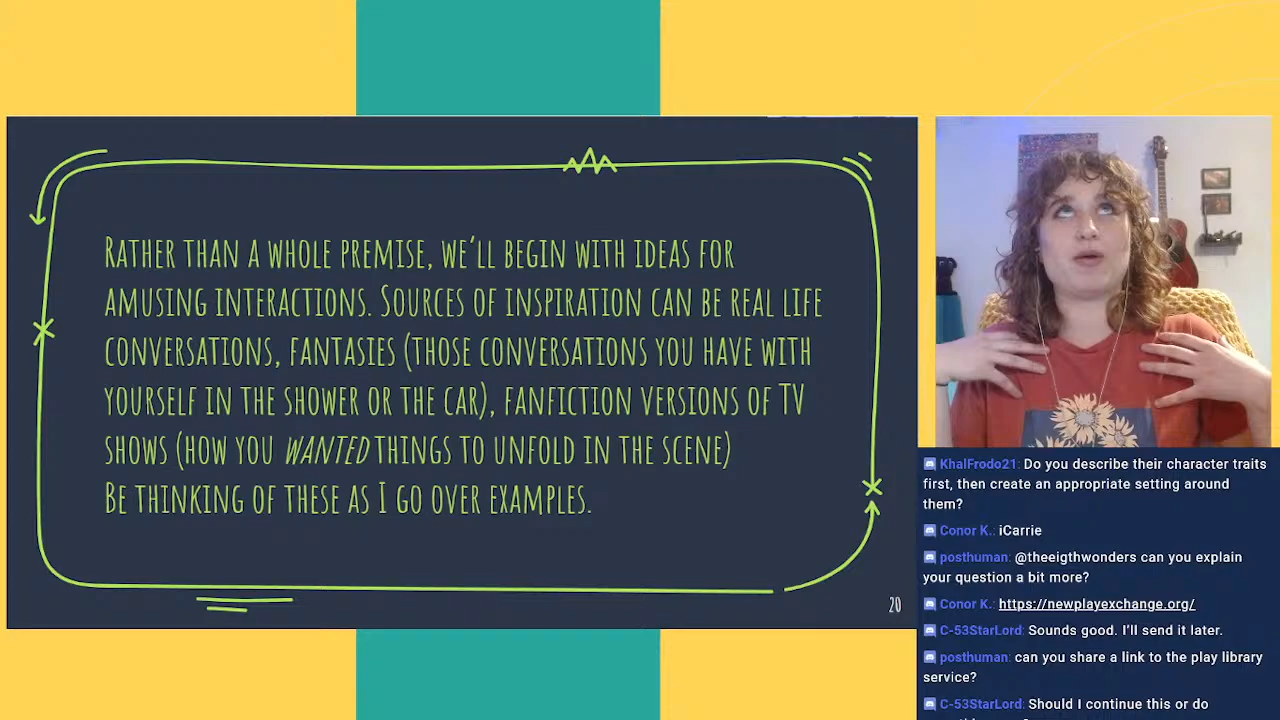 Rather than a whole premise, we'll begin with ideas for
amusing interactions. Sources of inspiration can be real life
conversations, fantasies (those conversations you have with
yourself in the shower or the car), fanfiction versions of TV
shows (how you wanted things to unfold in the scene)
Be thinking of these as I go over examples.
20
KhalFrodo21: Do you describe their character traits
first, then create an appropriate setting around
them?
Conor K.: iCarrie
posthuman: @theeigthwonders can you explain
your question a bit more?
Conor K.: https://newplayexchange.org/
C-53StarLord: Sounds good. I'll send it later.
posthuman: can you share a link to the play library
service?
C-53StarLord: Should I continue this or do